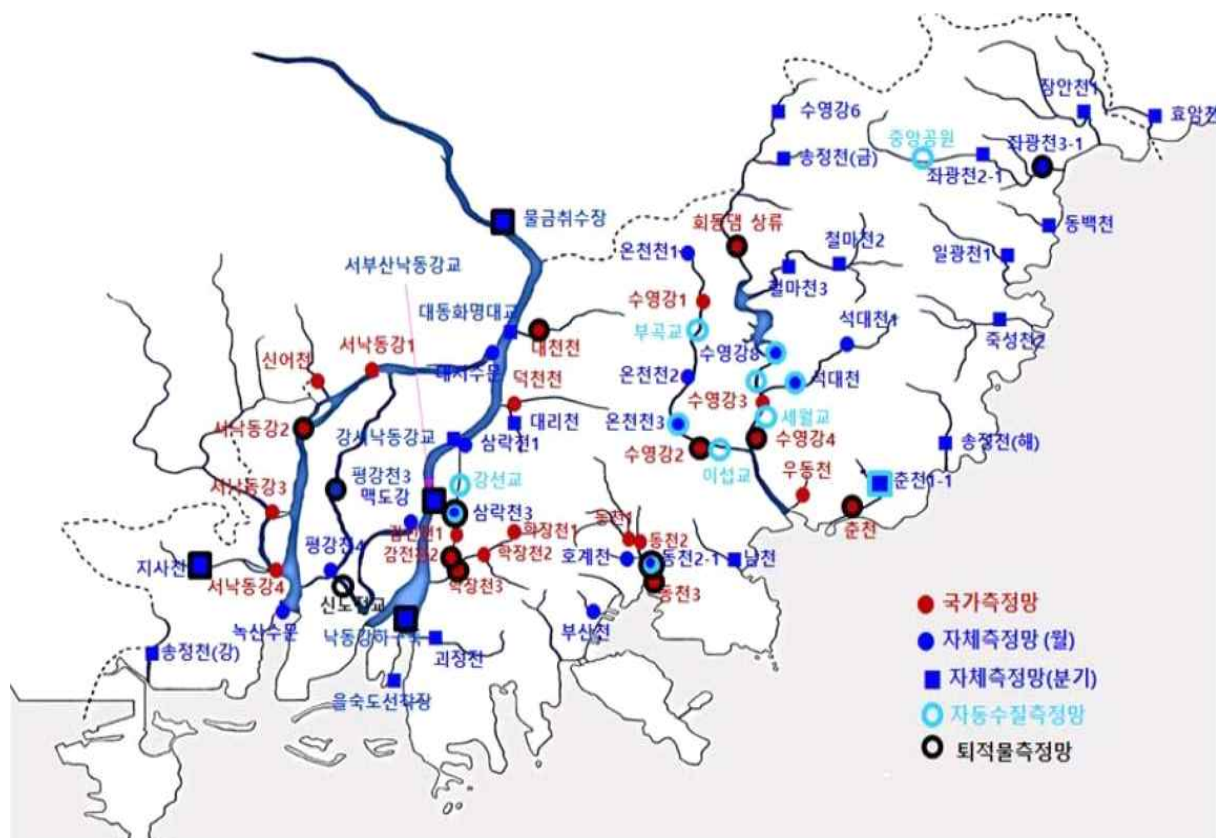 장안천1
수영강6
효암천
중앙공원
좌광천3-1
송정천(금)
좌광천2-1
물금취수장
회동댐 상류
동백천
철마천2
온천천1
일광천1
서부산낙동강교
철마천3
수영강1
대동화명대교
석대천1
부곡교
죽성천2
서낙동강1
대천천
수영강8
신어천
대저수문
덕천천
온천천2
석대천
수영강3
대리천
온천천3
세월교
서낙동강2
강서낙동강교
삼락천1
수영강4
송정천(해)
수영강2
이섭교
우동천
평강천3
강선교
춘천1-1
서낙동강3
맥도강
삼락천3
춘천
감전천1
학장천1
동천1
동천2
평강천4
감전천2
학장천2
호계천
동천2-1
남천
지사천
서낙동강4
학장천3
동천3
신노전교
녹산수문
부산천
낙동강하구둑
송정천(강)
괴정천
을숙도선착장
국가측정망
자체측정망 (월)
자체측정망(분기)
자동수질측정망
퇴적물측정망